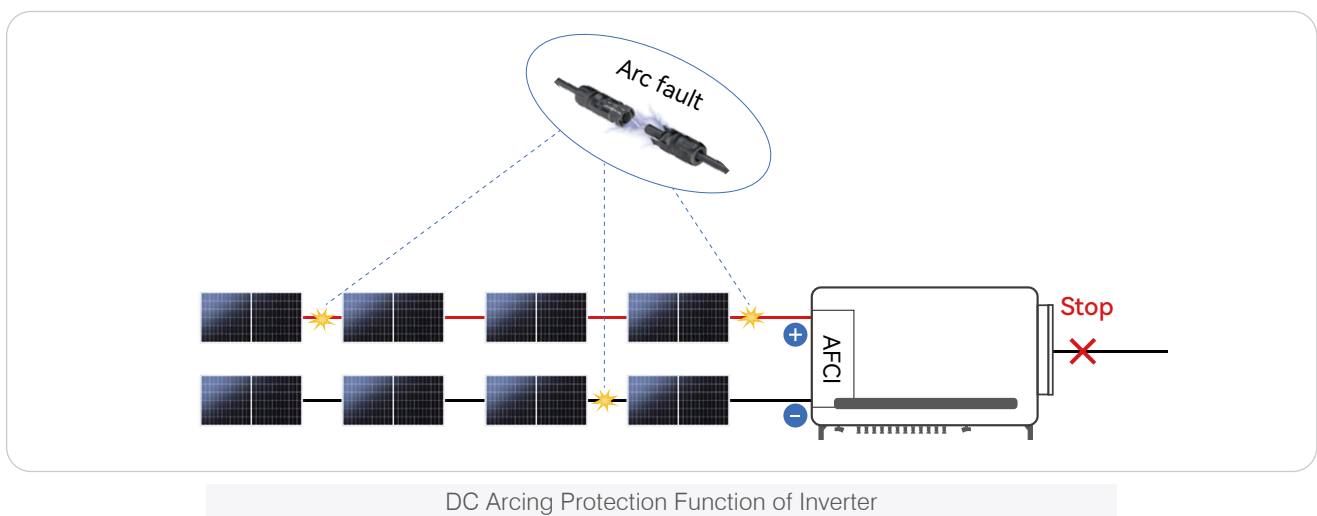 Arc fault
Stop
+
AFCI
−
DC Arcing Protection Function of Inverter